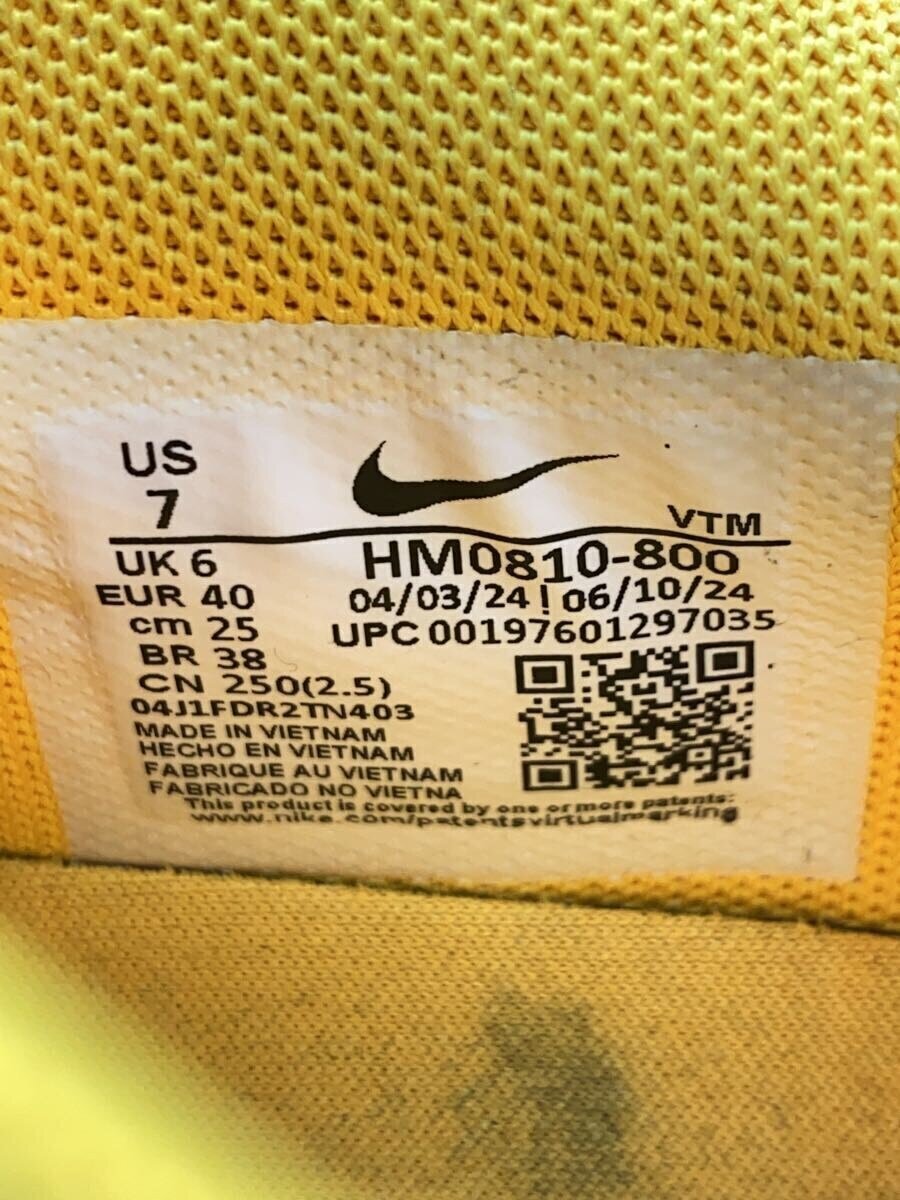 US
7
VTM
UK 6
HM0810-800
EUR 40
04/03/24 | 06/10/24
cm 25
UPC 00197601297035
BR 38
CN 250(2.5)
04J1FDR2TN403
MADE IN VIETNAM
HECHO EN VIETNAM
FABRIQUE AU VIETNAM
FABRICADO NO VIETNA
This product is covered by one or more patents:
www.nike.com/patentsvirtualmarking